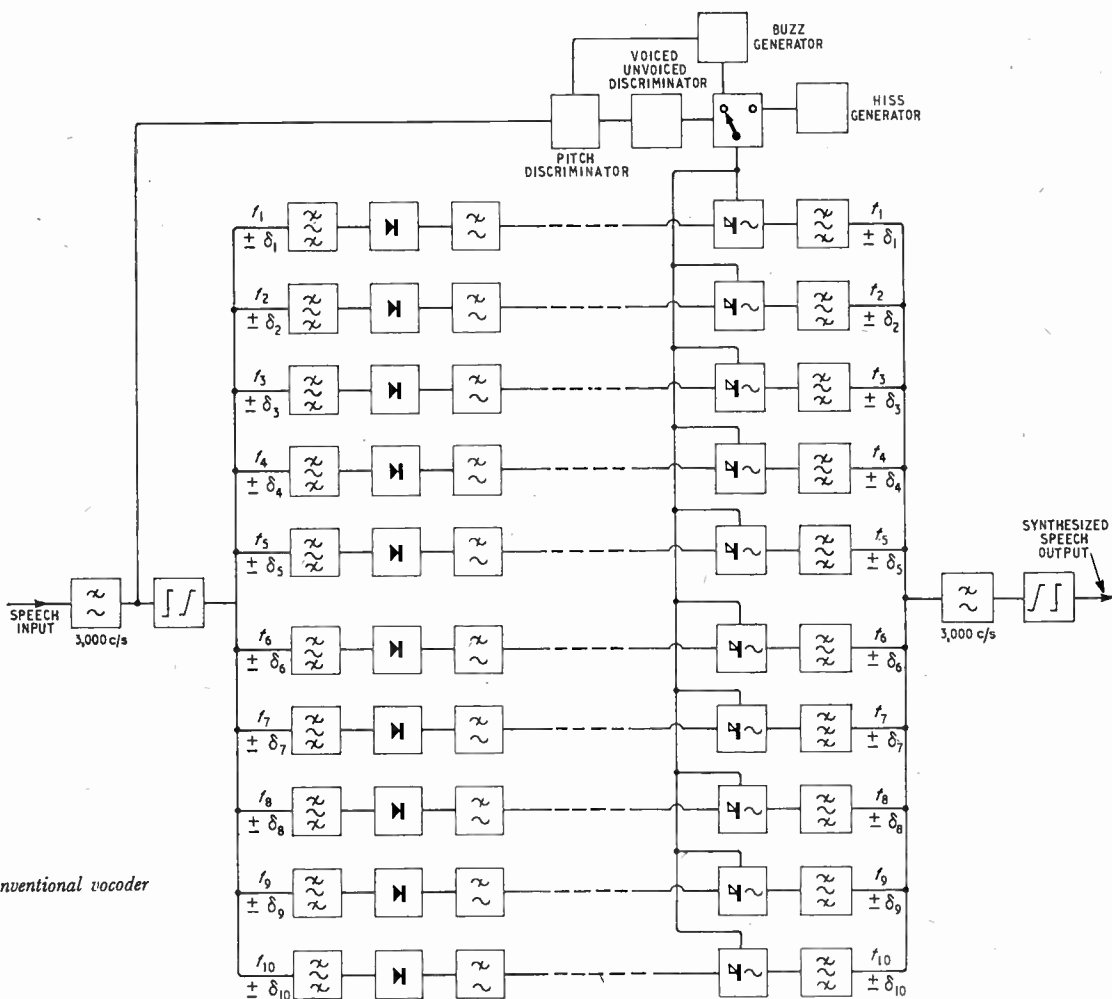 BUZZ
GENERATOR
VOICED
UNVOICED
DISCRIMINATOR
HISS
GENERATOR
PITCH
DISCRIMINATOR
f1
± δ1
f1
± δ1
f2
± δ2
f2
± δ2
f3
± δ3
f3
± δ3
f4
± δ4
f4
± δ4
f5
± δ5
f5
± δ5
SYNTHESIZED
SPEECH
OUTPUT
SPEECH
INPUT
3,000 c/s
3,000 c/s
f6
± δ6
f6
± δ6
f7
± δ7
f7
± δ7
f8
± δ8
f8
± δ8
f9
± δ9
f9
± δ9
nventional vocoder
f10
± δ10
f10
± δ10